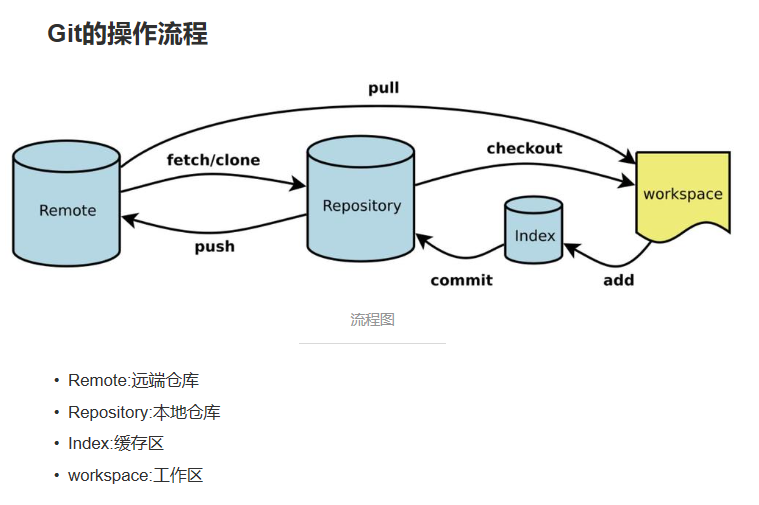 Git的操作流程
pull
fetch/clone
checkout
Remote
Repository
workspace
Index
push
commit
add
流程图
• Remote:远端仓库
• Repository:本地仓库
• Index:缓存区
• workspace:工作区